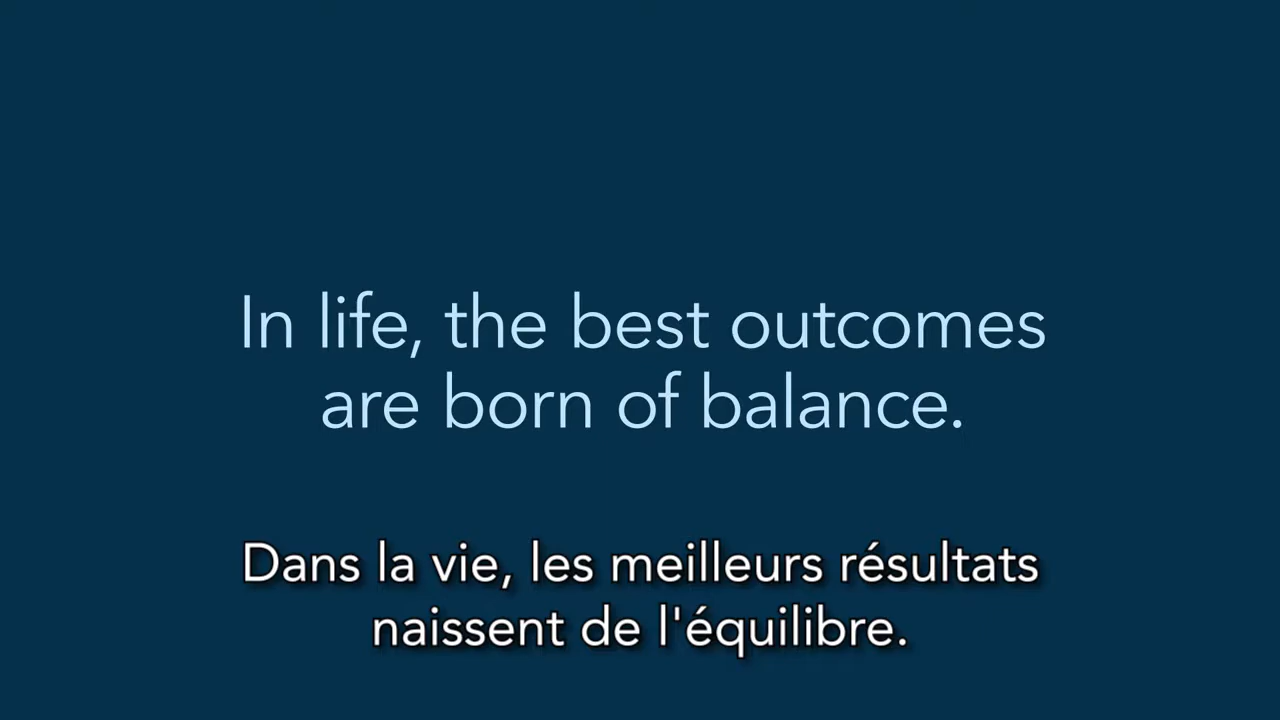 In life, the best outcomes
are born of balance.
Dans la vie, les meilleurs résultats
naissent de l'équilibre.